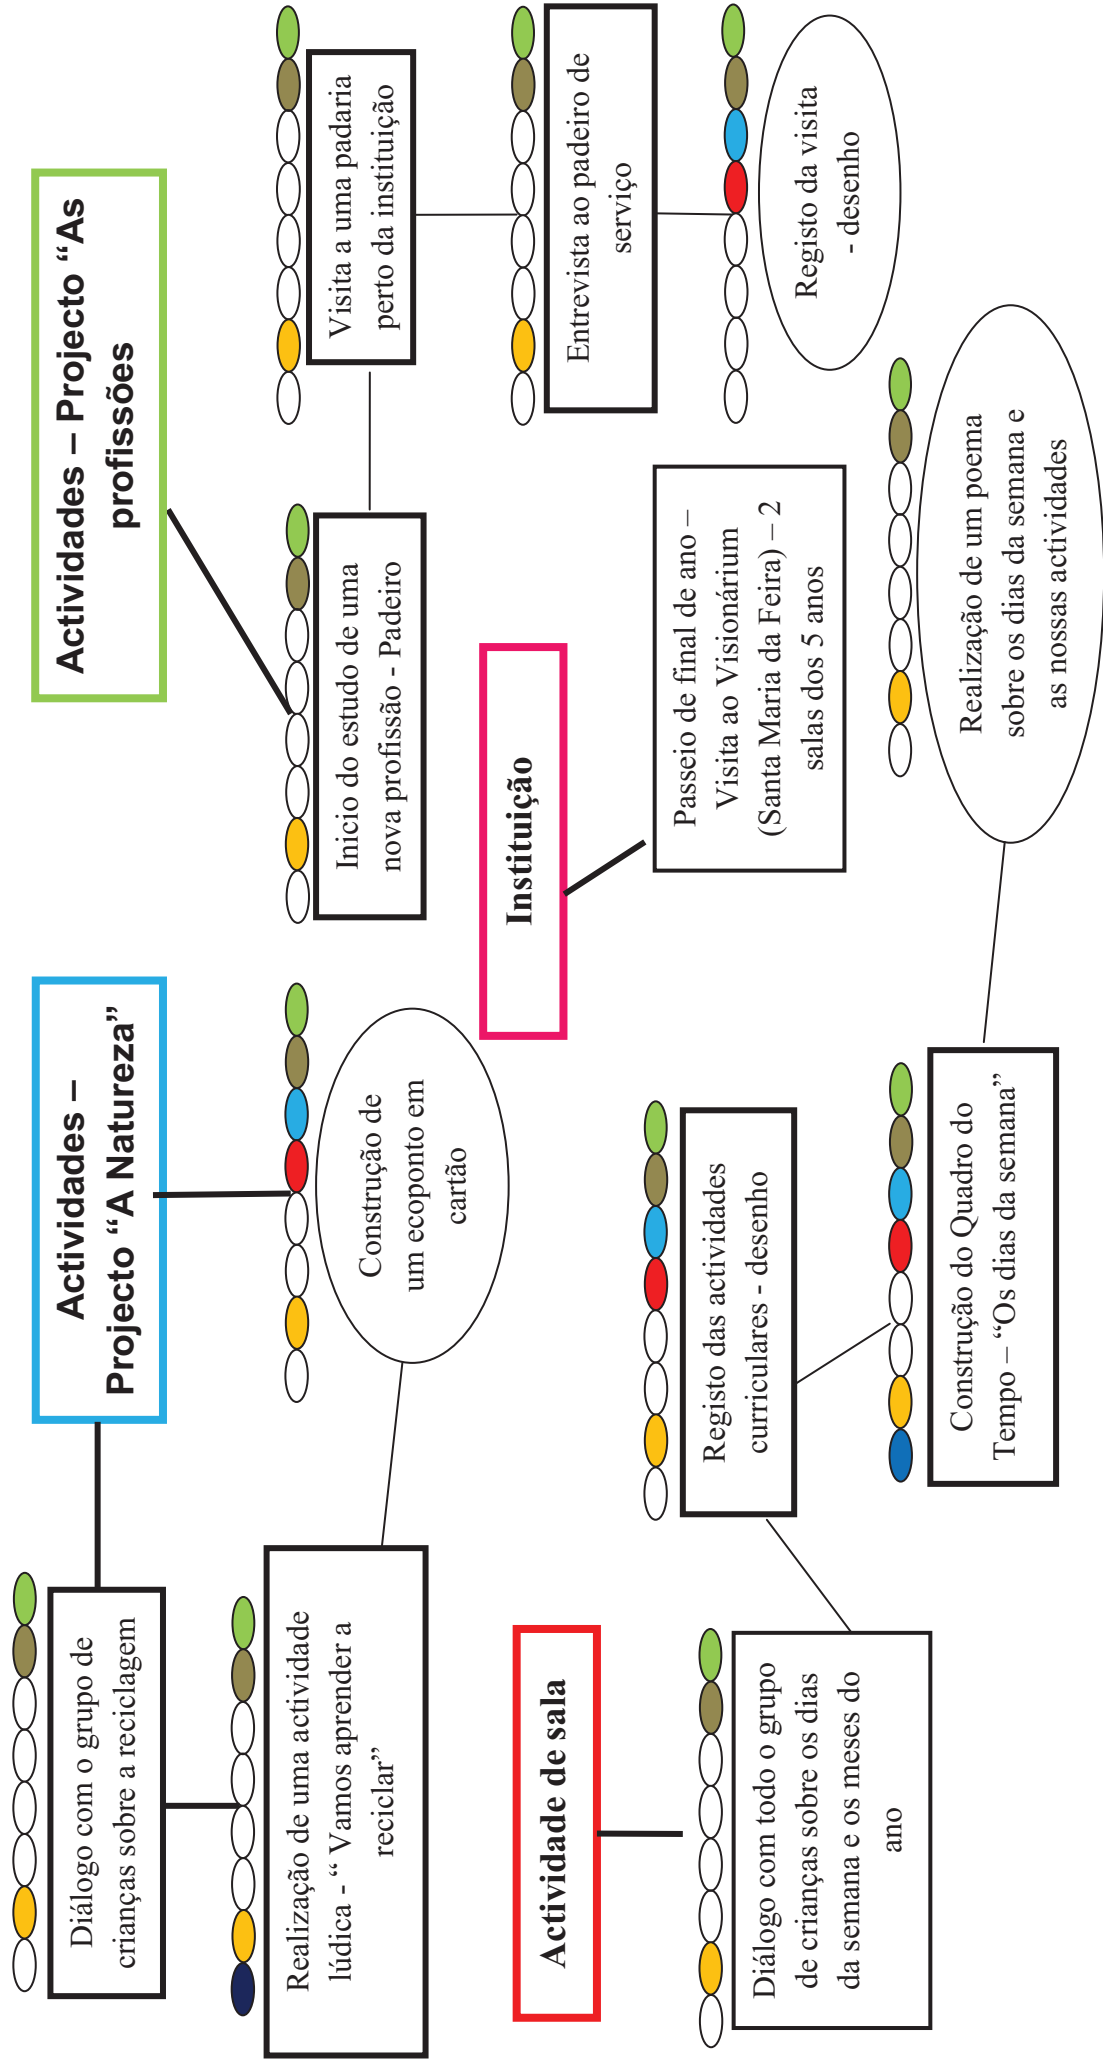 Actividades –
Projecto “A Natureza”
Actividades – Projecto “As
profissões
Diálogo com o grupo de
crianças sobre a reciclagem
Realização de uma actividade
lúdica - “ Vamos aprender a
reciclar”
Construção de
um ecoponto em
cartão
Inicio do estudo de uma
nova profissão - Padeiro
Visita a uma padaria
perto da instituição
Entrevista ao padeiro de
serviço
Registo da visita
- desenho
Actividade de sala
Diálogo com todo o grupo
de crianças sobre os dias
da semana e os meses do
ano
Registo das actividades
curriculares - desenho
Construção do Quadro do
Tempo – “Os dias da semana”
Realização de um poema
sobre os dias da semana e
as nossas actividades
Instituição
Passeio de final de ano –
Visita ao Visionárium
(Santa Maria da Feira) – 2
salas dos 5 anos